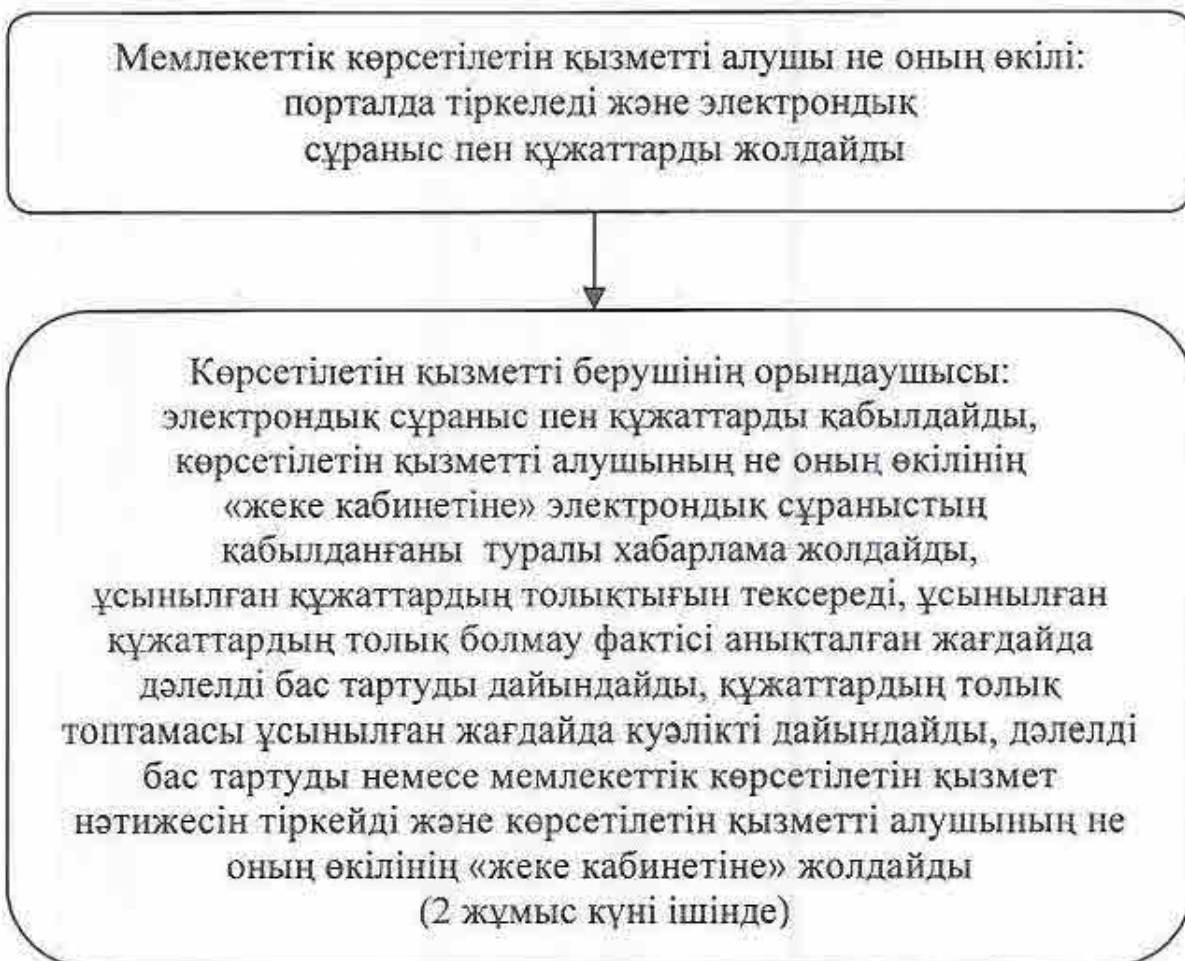 Мемлекеттік көрсетілетін қызметті алушы не оның өкілі:
порталда тіркеледі және электрондық
сұраныс пен құжаттарды жолдайды
Көрсетілетін қызметті берушінің орындаушысы:
электрондық сұраныс пен құжаттарды қабылдайды,
көрсетілетін қызметті алушының не оның өкілінің
«жеке кабинетіне» электрондық сұраныстың
қабылданғаны туралы хабарлама жолдайды,
ұсынылған құжаттардың толықтығын тексереді, ұсынылған
құжаттардың толық болмау фактісі анықталған жағдайда
дәлелді бас тартуды дайындайды, құжаттардың толық
топтамасы ұсынылған жағдайда куәлікті дайындайды, дәлелді
бас тартуды немесе мемлекеттік көрсетілетін қызмет
нәтижесін тіркейді және көрсетілетін қызметті алушының не
оның өкілінің «жеке кабинетіне» жолдайды
(2 жұмыс күні ішінде)